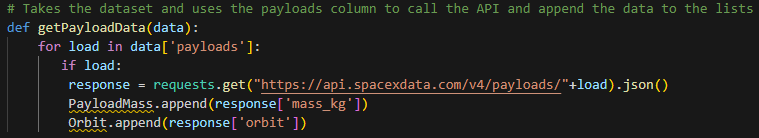 # Takes the dataset and uses the payloads column to call the API and append the data to the lists
def getPayloadData(data):
    for load in data['payloads']:
       if load:
        response = requests.get("https://api.spacexdata.com/v4/payloads/"+load).json()
        PayloadMass.append(response['mass_kg'])
        Orbit.append(response['orbit'])